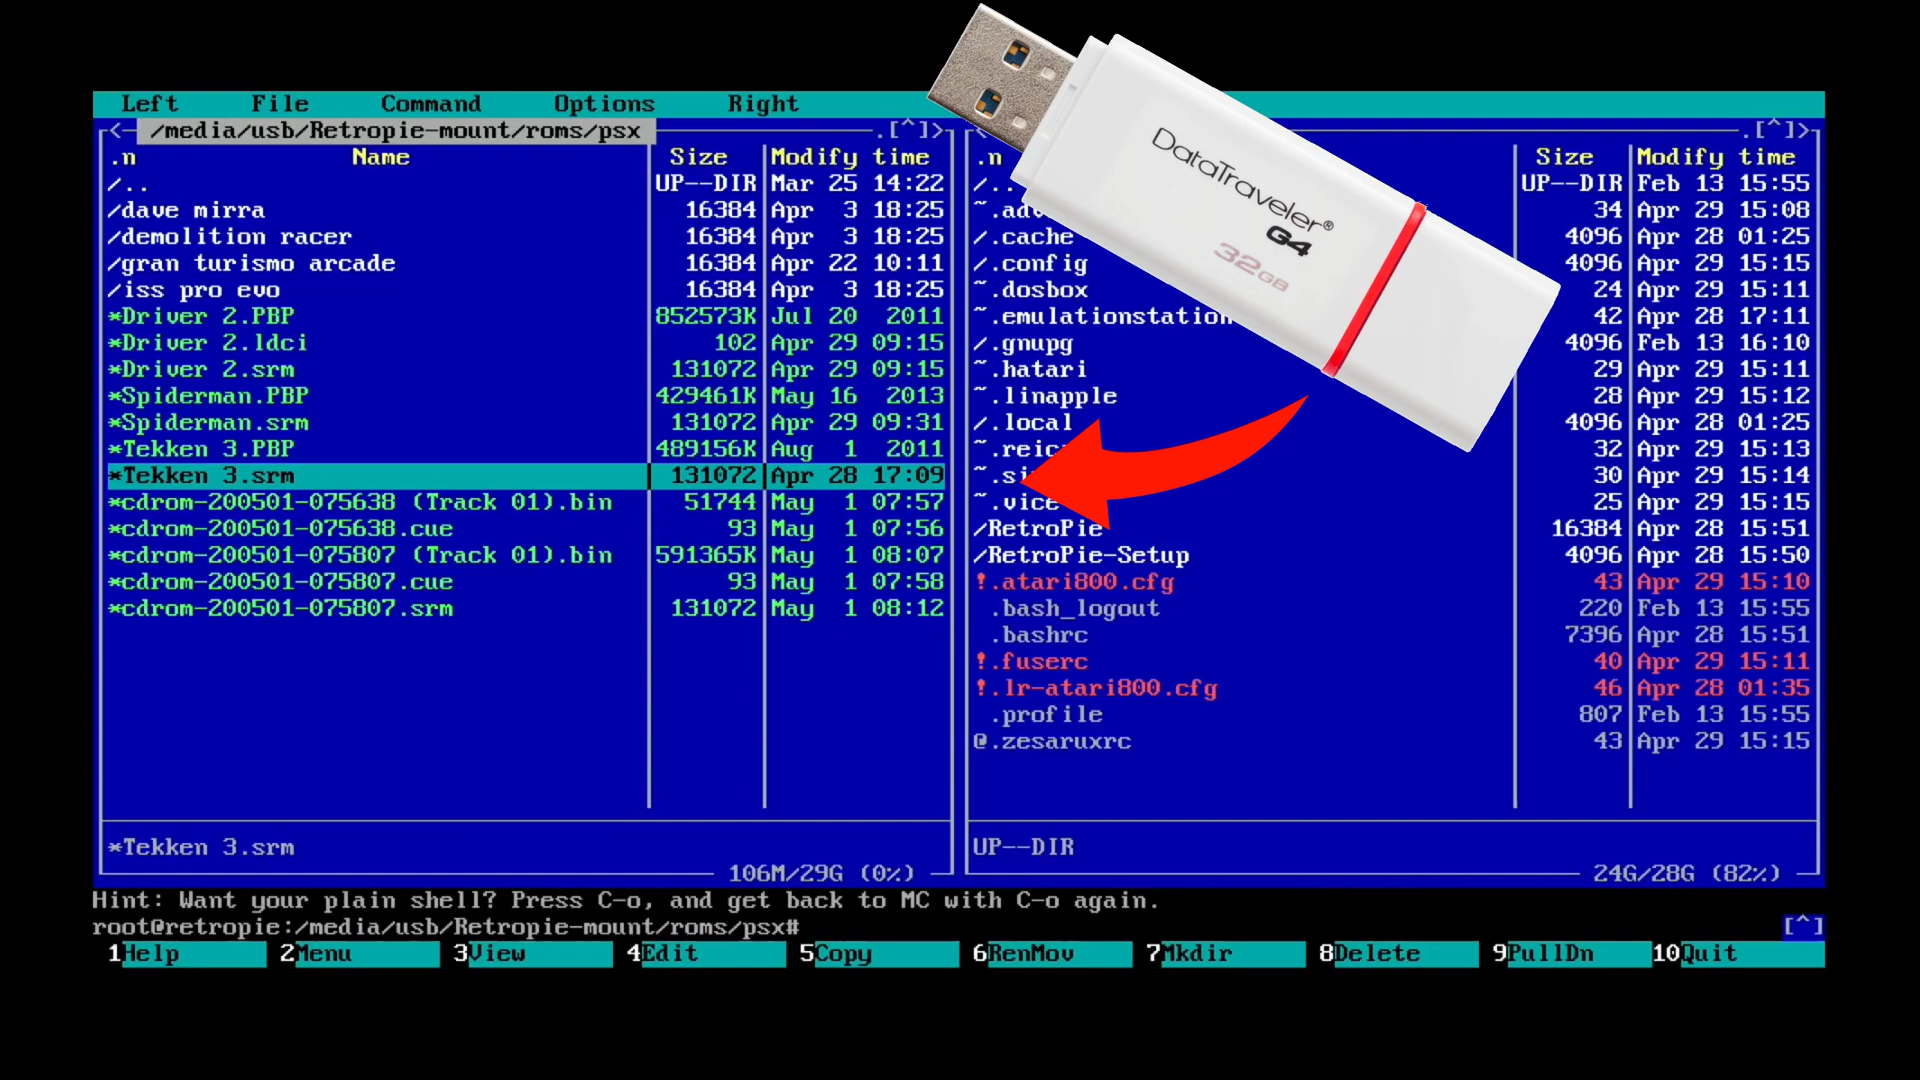 Left File Command Options Right
/media/usb/Retropie-mount/roms/psx .[^]> .[^]>
.n Name Size Modify time
/.. UP--DIR Mar 25 14:22
/dave mirra 16384 Apr 3 18:25
/demolition racer 16384 Apr 3 18:25
/gran turismo arcade 16384 Apr 22 10:11
/iss pro evo 16384 Apr 3 18:25
*Driver 2.PBP 852573K Jul 20 2011
*Driver 2.ldci 102 Apr 29 09:15
*Driver 2.srm 131072 Apr 29 09:15
*Spiderman.PBP 429461K May 16 2013
*Spiderman.srm 131072 Apr 29 09:31
*Tekken 3.PBP 489156K Aug 1 2011
*Tekken 3.srm 131072 Apr 28 17:09
*cdrom-200501-075638 (Track 01).bin 51744 May 1 07:57
*cdrom-200501-075638.cue 93 May 1 07:56
*cdrom-200501-075807 (Track 01).bin 591365K May 1 08:07
*cdrom-200501-075807.cue 93 May 1 07:58
*cdrom-200501-075807.srm 131072 May 1 08:12
*Tekken 3.srm
106M/29G (0%)
.n Size Modify time
/.. UP--DIR Feb 13 15:55
34 Apr 29 15:08
/.cache 4096 Apr 28 01:25
/.config 4096 Apr 29 15:15
~.dosbox 24 Apr 29 15:11
~.emulationstation 42 Apr 28 17:11
/.gnupg 4096 Feb 13 16:10
~.hatari 29 Apr 29 15:11
~.linapple 28 Apr 29 15:12
/.local 4096 Apr 28 01:25
32 Apr 29 15:13
30 Apr 29 15:14
~.vice 25 Apr 29 15:15
/RetroPie 16384 Apr 28 15:51
/RetroPie-Setup 4096 Apr 28 15:50
!.atari800.cfg 43 Apr 29 15:10
.bash_logout 220 Feb 13 15:55
.bashrc 7396 Apr 28 15:51
!.fuserc 40 Apr 29 15:11
!.lr-atari800.cfg 46 Apr 28 01:35
.profile 807 Feb 13 15:55
@.zesaruxrc 43 Apr 29 15:15
UP--DIR
24G/28G (82%)
DataTraveler®
G4
32GB
Hint: Want your plain shell? Press C-o, and get back to MC with C-o again.
root@retropie:/media/usb/Retropie-mount/roms/psx# [^]
1Help 2Menu 3View 4Edit 5Copy 6RenMov 7Mkdir 8Delete 9PullDn 10Quit